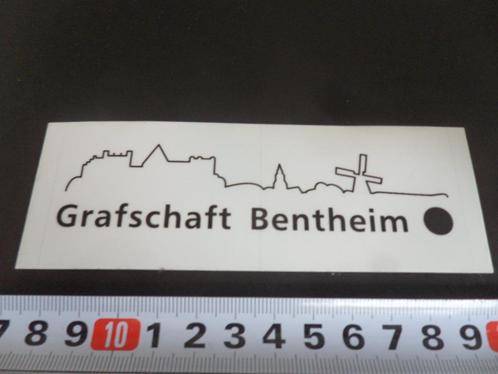 Grafschaft Bentheim
7 8 9 10 1 2 3 4 5 6 7 8 9